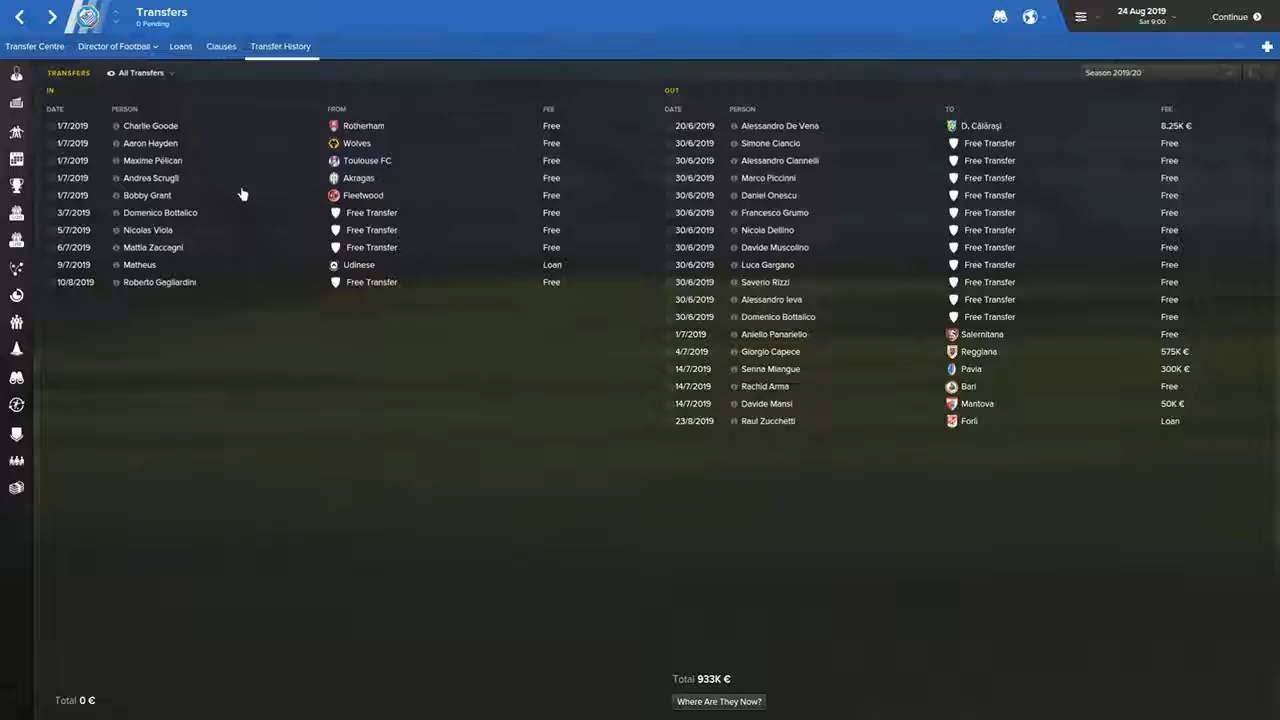 Transfers
0 Pending
24 Aug 2019
Sat 9:00
Continue
Transfer Centre Director of Football Loans Clauses Transfer History
TRANSFERS All Transfers Season 2019/20
IN
DATE PERSON FROM FEE
1/7/2019 Charlie Goode Rotherham Free
1/7/2019 Aaron Hayden Wolves Free
1/7/2019 Maxime Pélican Toulouse FC Free
1/7/2019 Andrea Scrugli Akragas Free
1/7/2019 Bobby Grant Fleetwood Free
3/7/2019 Domenico Bottalico Free Transfer Free
5/7/2019 Nicolas Viola Free Transfer Free
6/7/2019 Mattia Zaccagni Free Transfer Free
9/7/2019 Matheus Udinese Loan
10/8/2019 Roberto Gagliardini Free Transfer Free
Total 0 €
OUT
DATE PERSON TO FEE
20/6/2019 Alessandro De Vena D. Călăraşi 8.25K €
30/6/2019 Simone Ciancio Free Transfer Free
30/6/2019 Alessandro Ciannelli Free Transfer Free
30/6/2019 Marco Piccinni Free Transfer Free
30/6/2019 Daniel Onescu Free Transfer Free
30/6/2019 Francesco Grumo Free Transfer Free
30/6/2019 Nicola Dellino Free Transfer Free
30/6/2019 Davide Muscolino Free Transfer Free
30/6/2019 Luca Gargano Free Transfer Free
30/6/2019 Saverio Rizzi Free Transfer Free
30/6/2019 Alessandro Ieva Free Transfer Free
30/6/2019 Domenico Bottalico Free Transfer Free
1/7/2019 Aniello Panariello Salernitana Free
4/7/2019 Giorgio Capece Reggiana 575K €
14/7/2019 Senna Miangue Pavia 300K €
14/7/2019 Rachid Arma Bari Free
14/7/2019 Davide Mansi Mantova 50K €
23/8/2019 Raul Zucchetti Forlì Loan
Total 933K €
Where Are They Now?